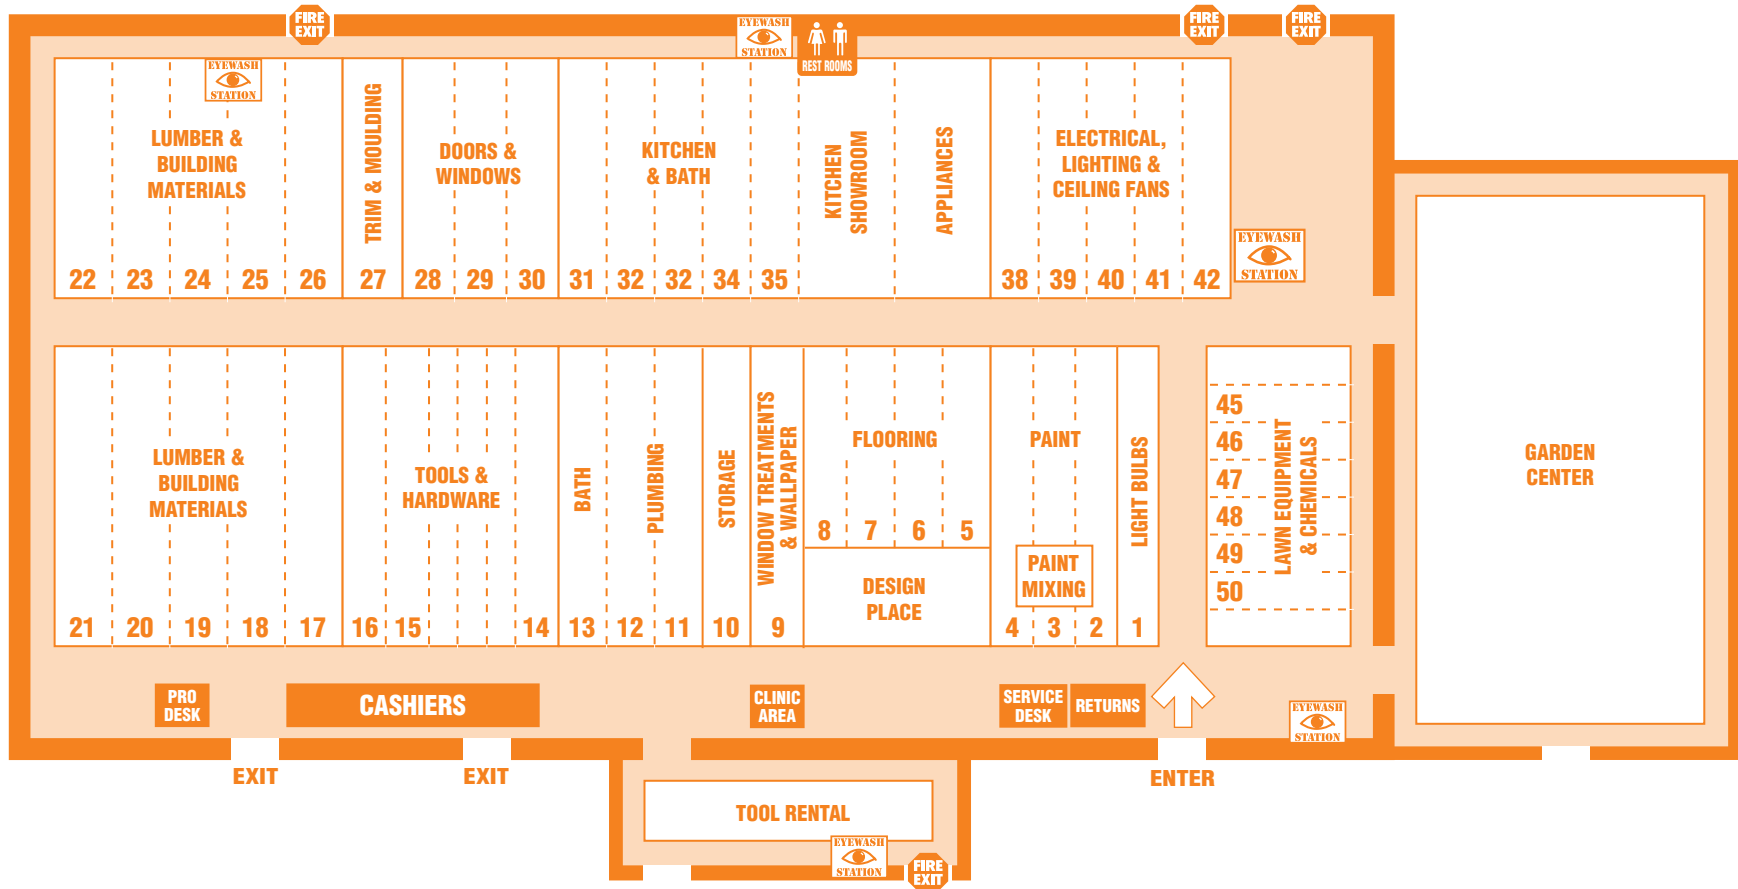 FIRE
EXIT
EYEWASH
STATION
REST ROOMS
FIRE
EXIT
FIRE
EXIT
EYEWASH
STATION
LUMBER &
BUILDING
MATERIALS
TRIM & MOULDING
DOORS &
WINDOWS
KITCHEN
& BATH
KITCHEN
SHOWROOM
APPLIANCES
ELECTRICAL,
LIGHTING &
CEILING FANS
EYEWASH
STATION
22 23 24 25 26 27 28 29 30 31 32 32 34 35 38 39 40 41 42
LUMBER &
BUILDING
MATERIALS
TOOLS &
HARDWARE
BATH
PLUMBING
STORAGE
WINDOW TREATMENTS
& WALLPAPER
FLOORING
8 7 6 5
DESIGN
PLACE
PAINT
PAINT
MIXING
LIGHT BULBS
45
46
47
48
49
50
LAWN EQUIPMENT
& CHEMICALS
GARDEN
CENTER
21 20 19 18 17 16 15 14 13 12 11 10 9 4 3 2 1
PRO
DESK
CASHIERS
CLINIC
AREA
SERVICE
DESK
RETURNS
EYEWASH
STATION
EXIT
EXIT
ENTER
TOOL RENTAL
EYEWASH
STATION
FIRE
EXIT